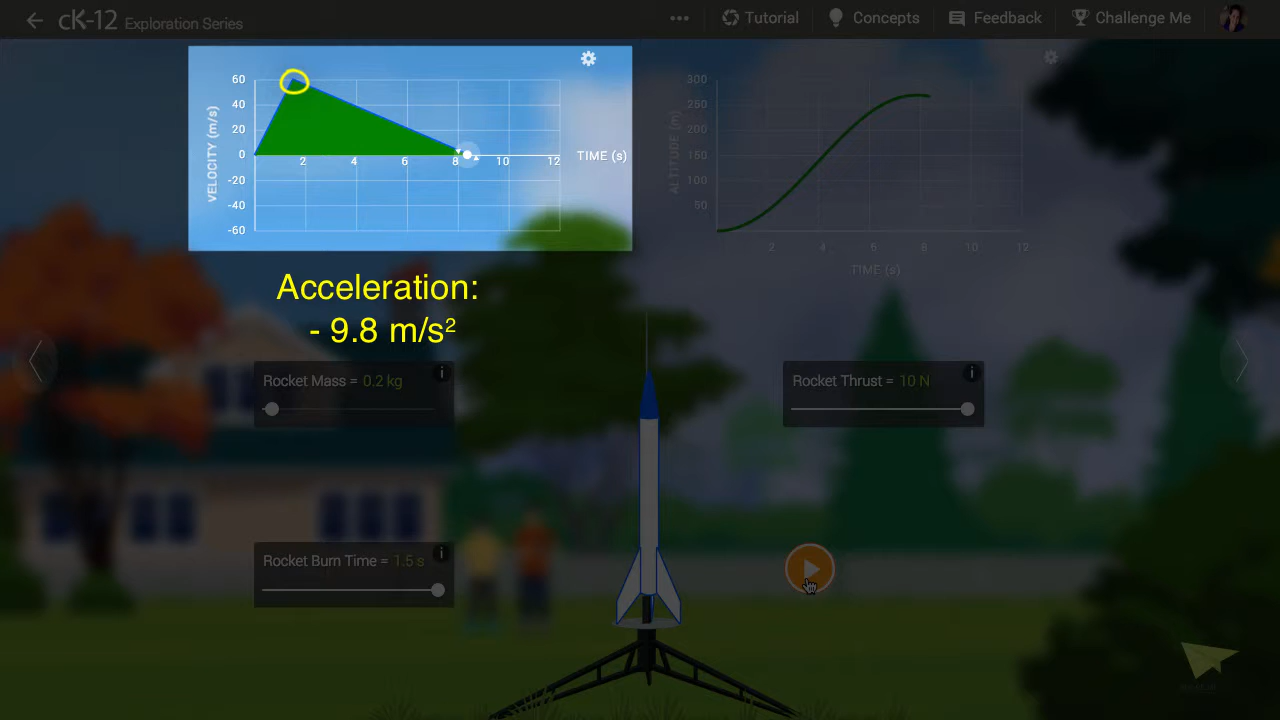 cK-12 Exploration Series
Tutorial
Concepts
Feedback
Challenge Me
60
40
20
0
-20
-40
-60
VELOCITY (m/s)
2 4 6 8 10 12
TIME (s)
300
250
200
150
100
50
ALTITUDE (m)
2 4 6 8 10 12
TIME (s)
Acceleration:
- 9.8 m/s²
Rocket Mass = 0.2 kg
i
Rocket Thrust = 10 N
i
Rocket Burn Time = 1.5 s
i